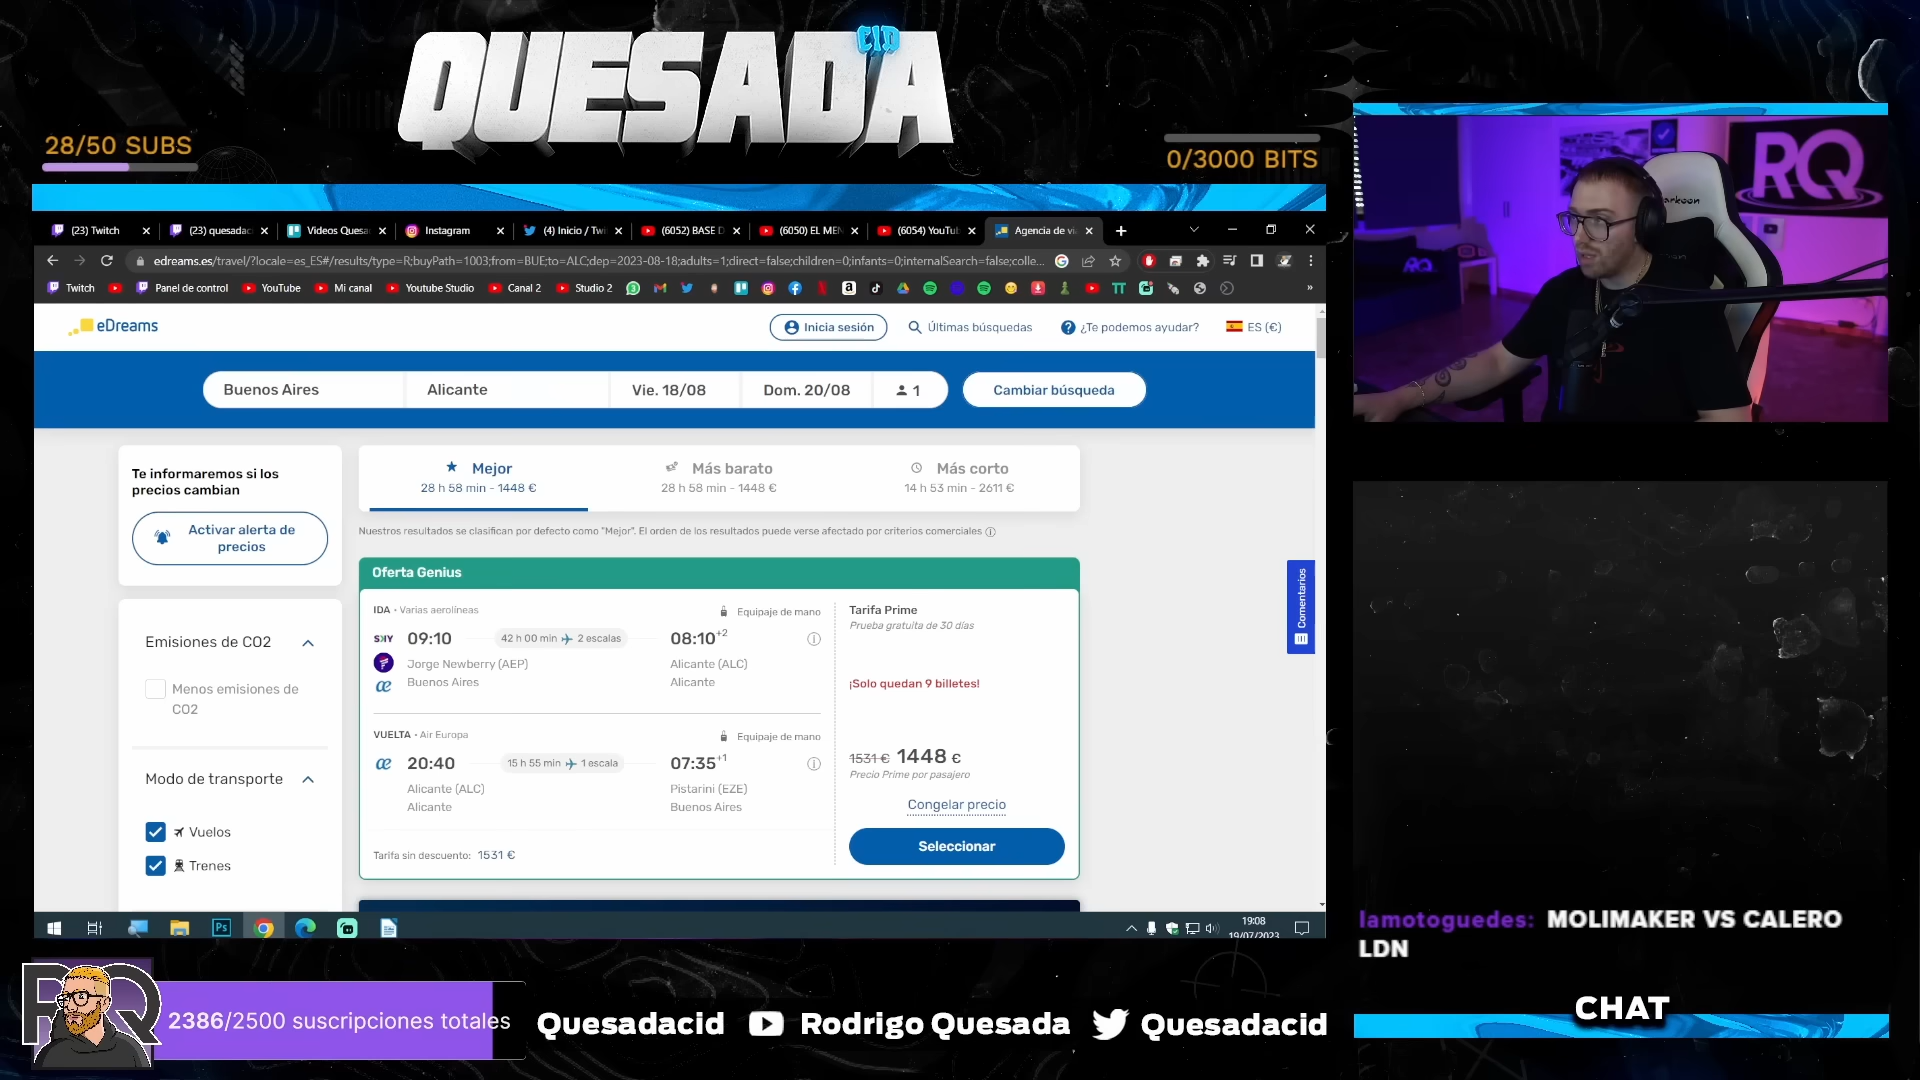 QUESADA
CID
28/50 SUBS
0/3000 BITS
(23) Twitch
(23) quesadac
Videos Quesa
Instagram
(4) Inicio / Twi
(6052) BASE D
(6050) EL MEN
(6054) YouTub
Agencia de vi
edreams.es/travel/?locale=es_ES#/results/type=R;buyPath=1003;from=BUE;to=ALC;dep=2023-08-18;adults=1;direct=false;children=0;infants=0;internalSearch=false;colle...
Twitch
Panel de control
YouTube
Mi canal
Youtube Studio
Canal 2
Studio 2
eDreams
Inicia sesión
Últimas búsquedas
¿Te podemos ayudar?
ES (€)
Buenos Aires
Alicante
Vie. 18/08
Dom. 20/08
1
Cambiar búsqueda
Te informaremos si los
precios cambian
Activar alerta de
precios
Mejor
28 h 58 min - 1448 €
Más barato
28 h 58 min - 1448 €
Más corto
14 h 53 min - 2611 €
Nuestros resultados se clasifican por defecto como "Mejor". El orden de los resultados puede verse afectado por criterios comerciales
Oferta Genius
IDA • Varias aerolíneas
Equipaje de mano
SKY
09:10
42 h 00 min 2 escalas
08:10+2
Jorge Newberry (AEP)
Buenos Aires
Alicante (ALC)
Alicante
VUELTA • Air Europa
Equipaje de mano
20:40
15 h 55 min 1 escala
07:35+1
Alicante (ALC)
Alicante
Pistarini (EZE)
Buenos Aires
Tarifa sin descuento: 1531 €
Tarifa Prime
Prueba gratuita de 30 días
¡Solo quedan 9 billetes!
1531 € 1448 €
Precio Prime por pasajero
Congelar precio
Seleccionar
Comentarios
Emisiones de CO2
Menos emisiones de
CO2
Modo de transporte
Vuelos
Trenes
Ps
19:08
19/07/2023
RQ
lamotoguedes: MOLIMAKER VS CALERO
LDN
CHAT
RQ
2386/2500 suscripciones totales
Quesadacid
Rodrigo Quesada
Quesadacid